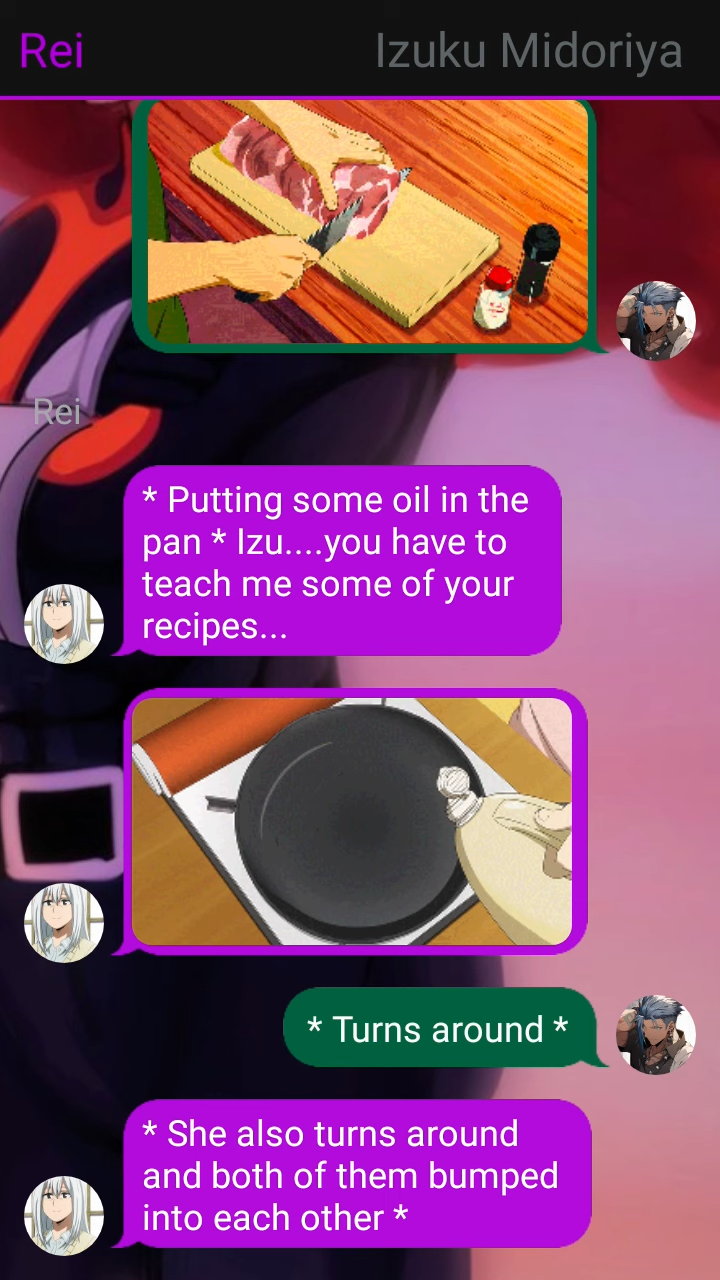 Rei
Izuku Midoriya
Rei
* Putting some oil in the
pan * Izu....you have to
teach me some of your
recipes...
* Turns around *
* She also turns around
and both of them bumped
into each other *